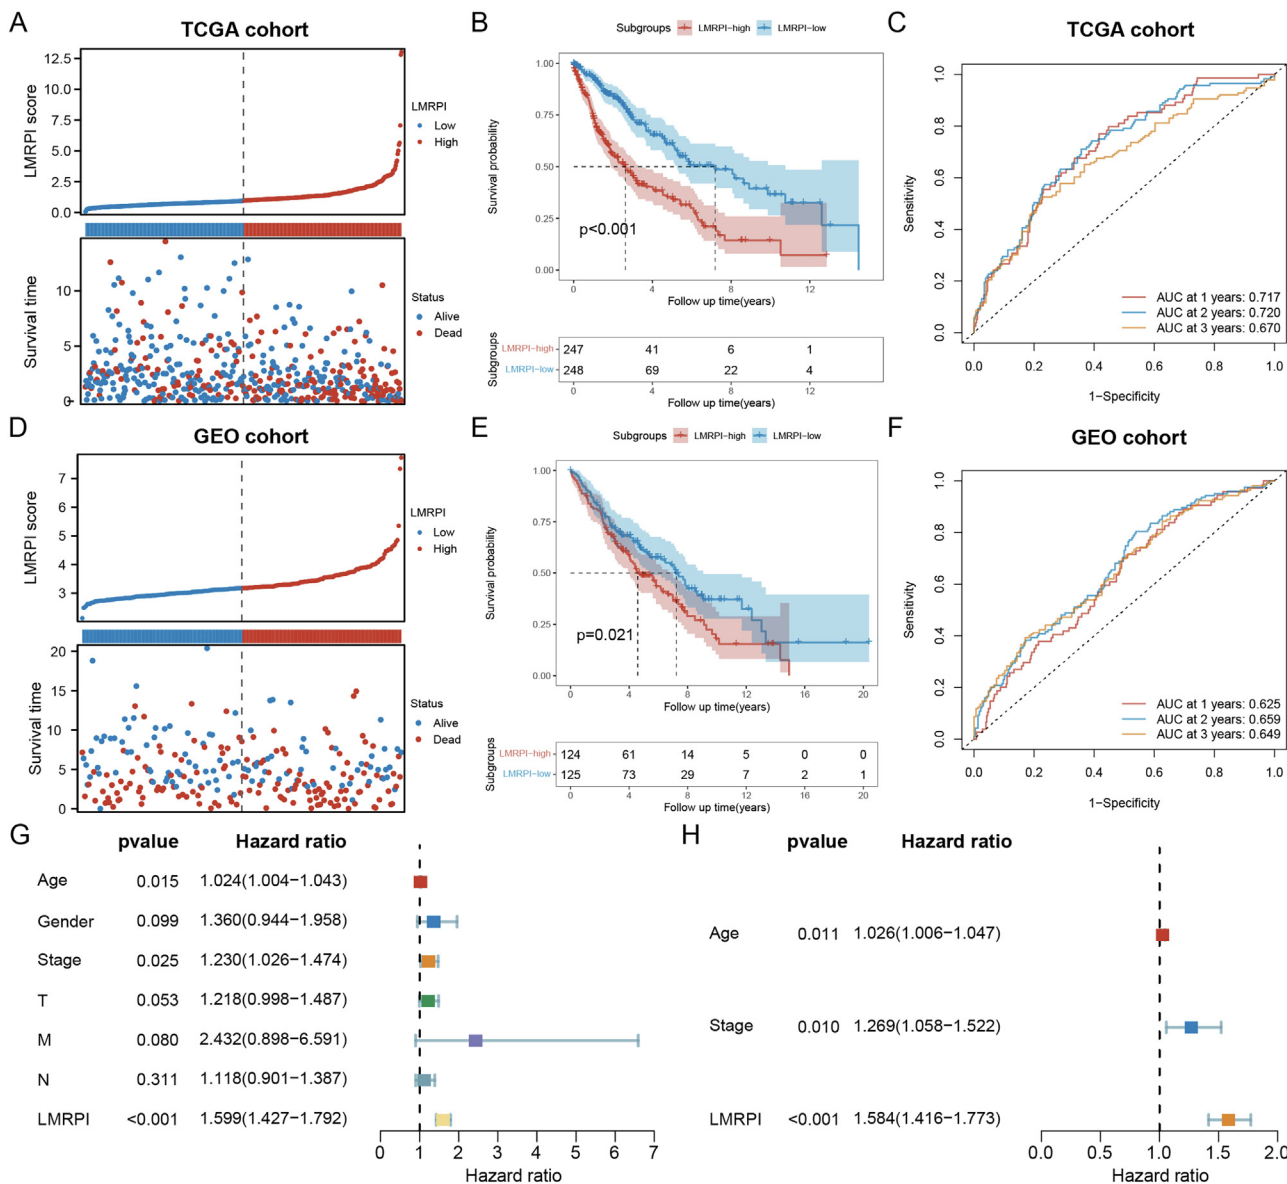 A
TCGA cohort
LMRPI score
12.5
10.0
7.5
5.0
2.5
0.0
LMRPI
Low
High
Survival time
10
5
0
Status
Alive
Dead
B
Subgroups LMRPI−high LMRPI−low
Survival probability
1.00
0.75
0.50
0.25
0.00
p<0.001
0 4 8 12
Follow up time(years)
Subgroups
LMRPI−high 247 41 6 1
LMRPI−low 248 69 22 4
0 4 8 12
Follow up time(years)
C
TCGA cohort
Sensitivity
1.0
0.8
0.6
0.4
0.2
0.0
AUC at 1 years: 0.717
AUC at 2 years: 0.720
AUC at 3 years: 0.670
0.0 0.2 0.4 0.6 0.8 1.0
1−Specificity
D
GEO cohort
LMRPI score
7
6
5
4
3
LMRPI
Low
High
Survival time
20
15
10
5
0
Status
Alive
Dead
E
Subgroups LMRPI−high LMRPI−low
Survival probability
1.00
0.75
0.50
0.25
0.00
p=0.021
0 4 8 12 16 20
Follow up time(years)
Subgroups
LMRPI−high 124 61 14 5 0 0
LMRPI−low 125 73 29 7 2 1
0 4 8 12 16 20
Follow up time(years)
F
GEO cohort
Sensitivity
1.0
0.8
0.6
0.4
0.2
0.0
AUC at 1 years: 0.625
AUC at 2 years: 0.659
AUC at 3 years: 0.649
0.0 0.2 0.4 0.6 0.8 1.0
1−Specificity
G
pvalue Hazard ratio
Age 0.015 1.024(1.004−1.043)
Gender 0.099 1.360(0.944−1.958)
Stage 0.025 1.230(1.026−1.474)
T 0.053 1.218(0.998−1.487)
M 0.080 2.432(0.898−6.591)
N 0.311 1.118(0.901−1.387)
LMRPI <0.001 1.599(1.427−1.792)
0 1 2 3 4 5 6 7
Hazard ratio
H
pvalue Hazard ratio
Age 0.011 1.026(1.006−1.047)
Stage 0.010 1.269(1.058−1.522)
LMRPI <0.001 1.584(1.416−1.773)
0.0 0.5 1.0 1.5 2.0
Hazard ratio